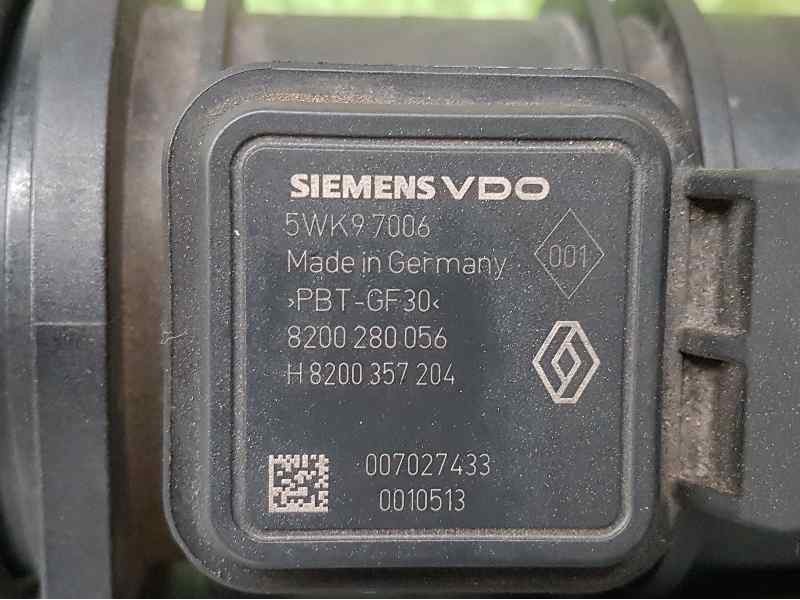 SIEMENS VDO
5WK9 7006
001
Made in Germany
>PBT-GF30<
8200 280 056
H 8200 357 204
007027433
0010513